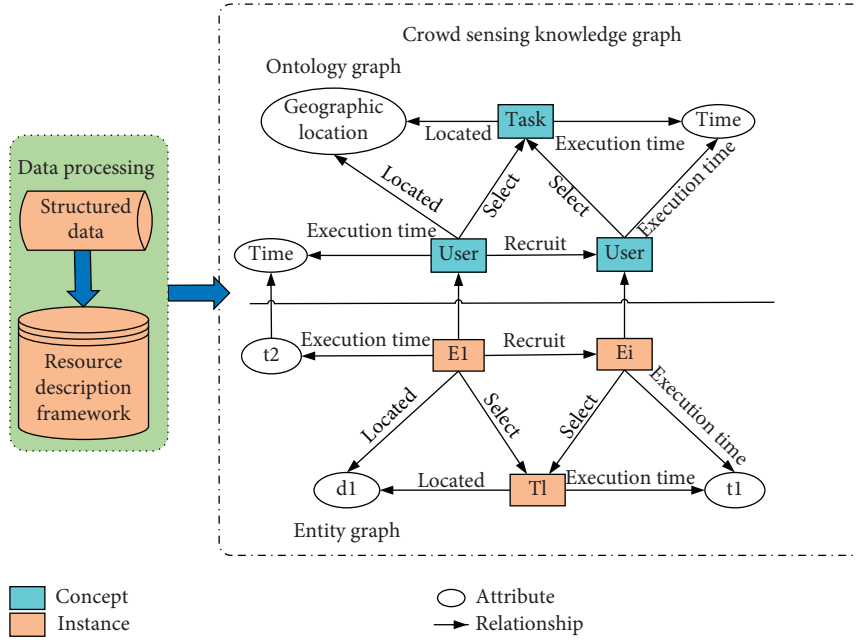 Crowd sensing knowledge graph
Ontology graph
Geographic
location
Located
Task
Execution time
Time
Data processing
Structured
data
Located
Select
Select
Execution time
Time
Execution time
User
Recruit
User
Resource
description
framework
t2
Execution time
E1
Recruit
Ei
Located
Select
Select
Execution time
d1
Located
Tl
Execution time
t1
Entity graph
Concept
Instance
Attribute
Relationship